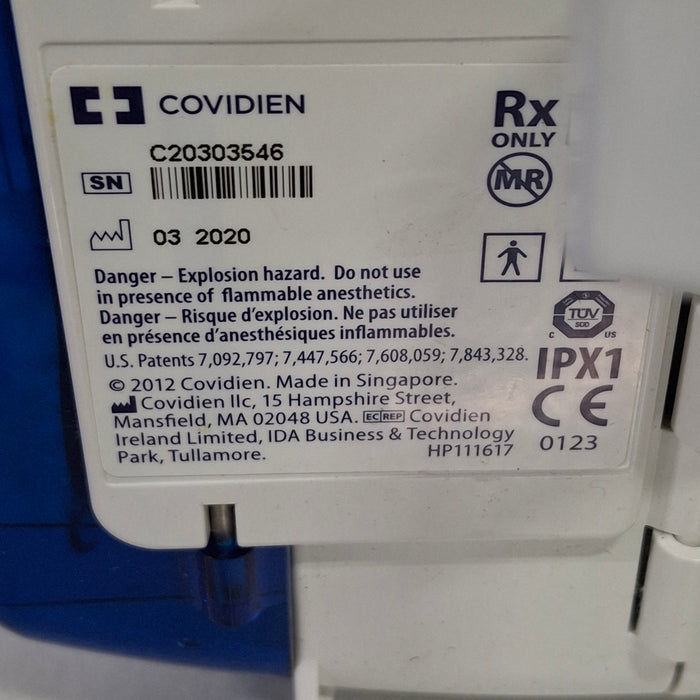 COVIDIEN
Rx
ONLY
C20303546
SN
MR
03 2020
Danger – Explosion hazard. Do not use
in presence of flammable anesthetics.
Danger – Risque d'explosion. Ne pas utiliser
en présence d'anesthésiques inflammables.
U.S. Patents 7,092,797; 7,447,566; 7,608,059; 7,843,328.
© 2012 Covidien. Made in Singapore.
Covidien llc, 15 Hampshire Street,
Mansfield, MA 02048 USA. EC REP Covidien
Ireland Limited, IDA Business & Technology
Park, Tullamore.
HP111617
TÜV
SÜD
C US
IPX1
CE
0123